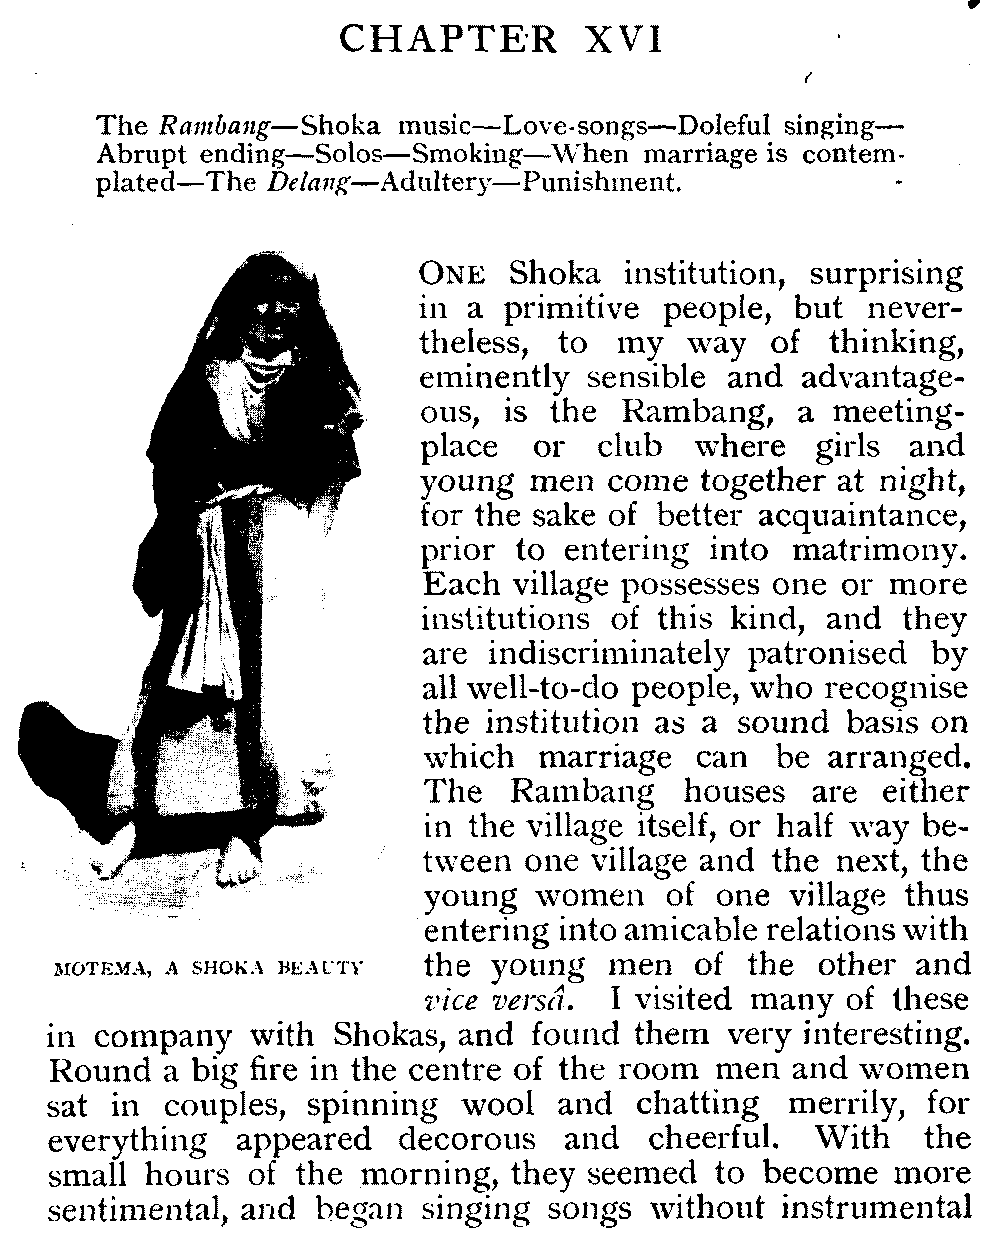 CHAPTER XVI
The Rambang—Shoka music—Love-songs—Doleful singing—
Abrupt ending—Solos—Smoking—When marriage is contem-
plated—The Delang—Adultery—Punishment.
ONE Shoka institution, surprising
in a primitive people, but never-
theless, to my way of thinking,
eminently sensible and advantage-
ous, is the Rambang, a meeting-
place or club where girls and
young men come together at night,
for the sake of better acquaintance,
prior to entering into matrimony.
Each village possesses one or more
institutions of this kind, and they
are indiscriminately patronised by
all well-to-do people, who recognise
the institution as a sound basis on
which marriage can be arranged.
The Rambang houses are either
in the village itself, or half way be-
tween one village and the next, the
young women of one village thus
entering into amicable relations with
the young men of the other and
vice versâ. I visited many of these
MOTEMA, A SHOKA BEAUTY
in company with Shokas, and found them very interesting.
Round a big fire in the centre of the room men and women
sat in couples, spinning wool and chatting merrily, for
everything appeared decorous and cheerful. With the
small hours of the morning, they seemed to become more
sentimental, and began singing songs without instrumental